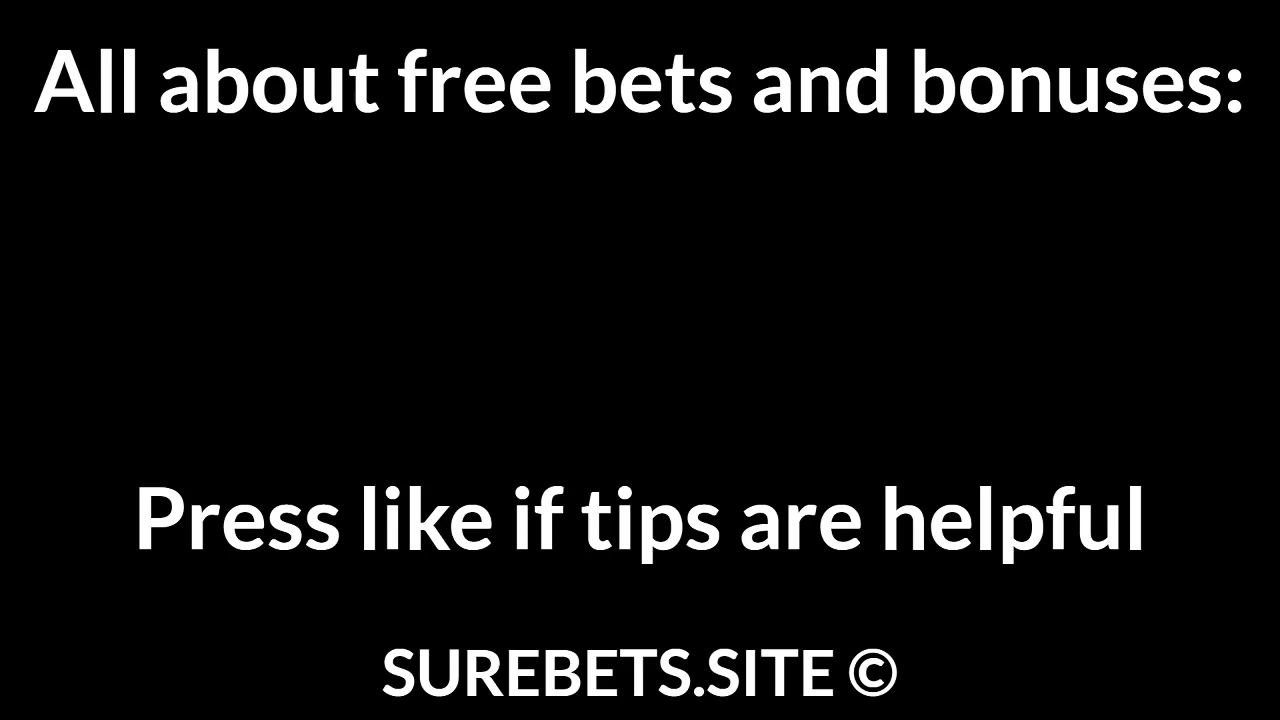 All about free bets and bonuses:
Press like if tips are helpful
SUREBETS.SITE ©